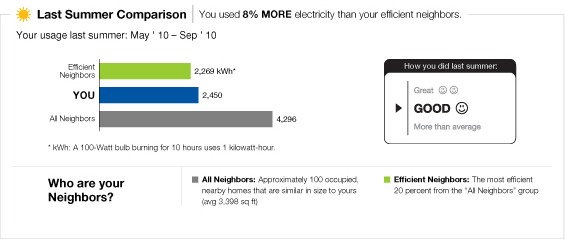 Last Summer Comparison | You used 8% MORE electricity than your efficient neighbors.
Your usage last summer: May ' 10 – Sep ' 10
Efficient
Neighbors
2,269 kWh*
YOU
2,450
All Neighbors
4,296
* kWh: A 100-Watt bulb burning for 10 hours uses 1 kilowatt-hour.
How you did last summer:
Great
GOOD
More than average
Who are your
Neighbors?
All Neighbors: Approximately 100 occupied,
nearby homes that are similar in size to yours
(avg 3,398 sq ft)
Efficient Neighbors: The most efficient
20 percent from the "All Neighbors" group